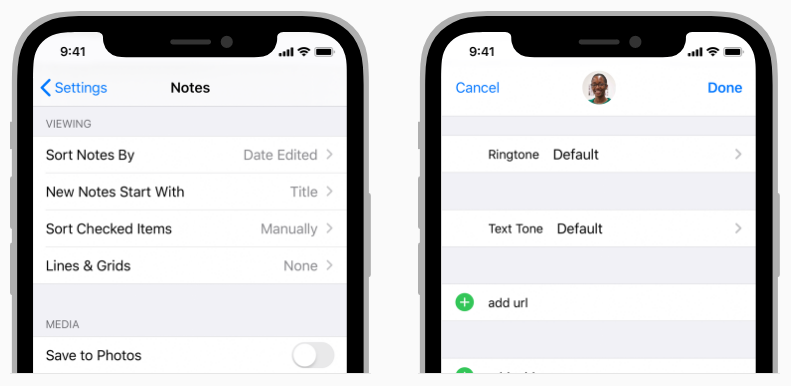 9:41
Settings
Notes
VIEWING
Sort Notes By Date Edited
New Notes Start With Title
Sort Checked Items Manually
Lines & Grids None
MEDIA
Save to Photos
9:41
Cancel
Done
Ringtone Default
Text Tone Default
add url